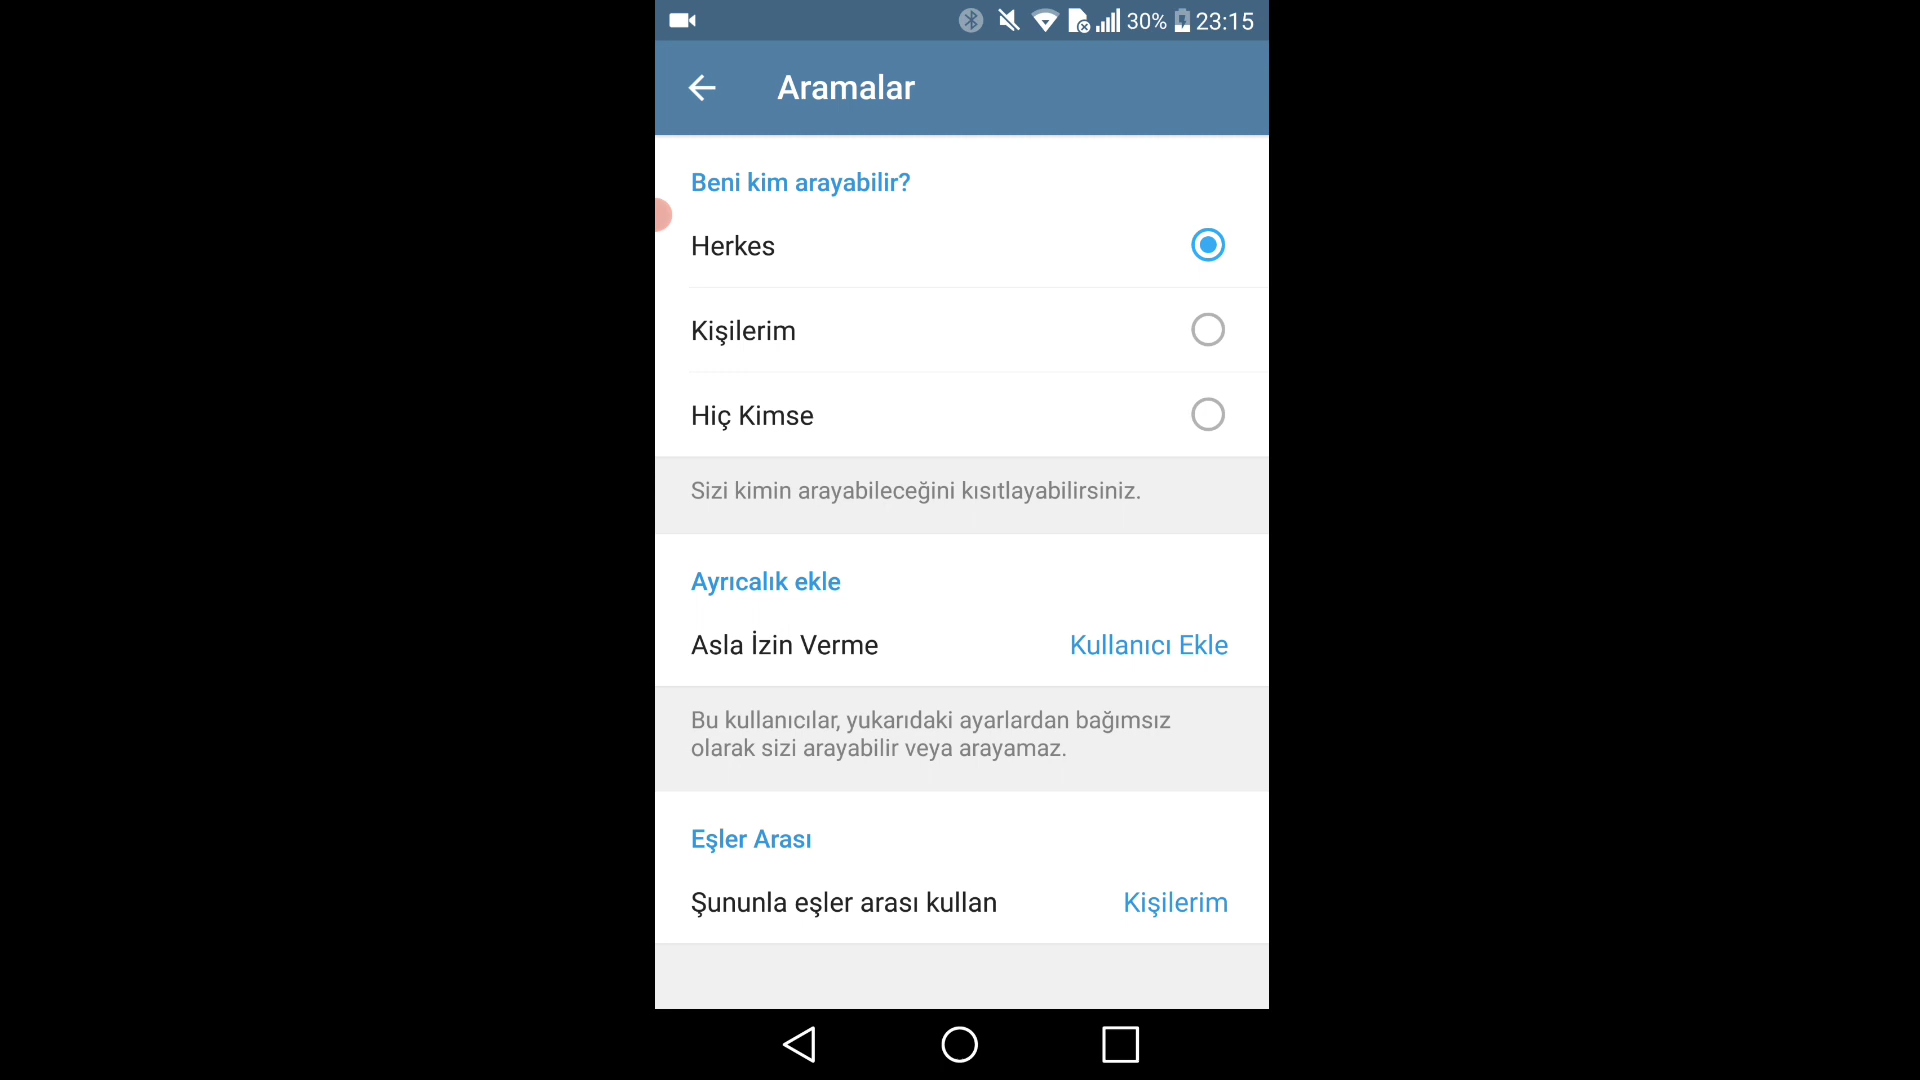 30% 23:15
Aramalar
Beni kim arayabilir?
Herkes
Kişilerim
Hiç Kimse
Sizi kimin arayabileceğini kısıtlayabilirsiniz.
Ayrıcalık ekle
Asla İzin Verme Kullanıcı Ekle
Bu kullanıcılar, yukarıdaki ayarlardan bağımsız
olarak sizi arayabilir veya arayamaz.
Eşler Arası
Şununla eşler arası kullan Kişilerim